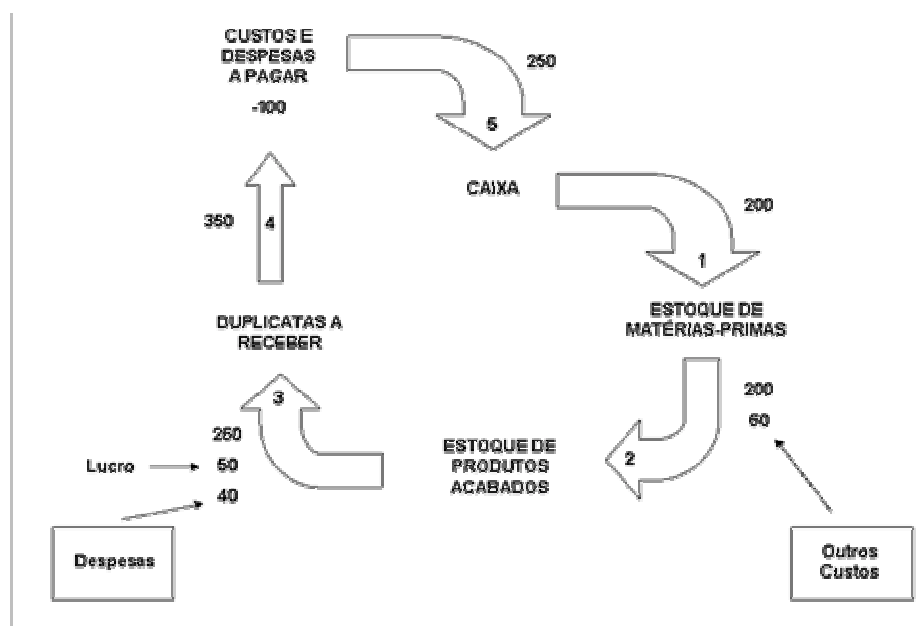 CUSTOS E
DESPESAS
A PAGAR
-100
250
5
CAIXA
200
1
350
4
ESTOQUE DE
MATÉRIAS-PRIMAS
DUPLICATAS A
RECEBER
3
200
60
2
260
Lucro
50
40
ESTOQUE DE
PRODUTOS
ACABADOS
Despesas
Outros
Custos